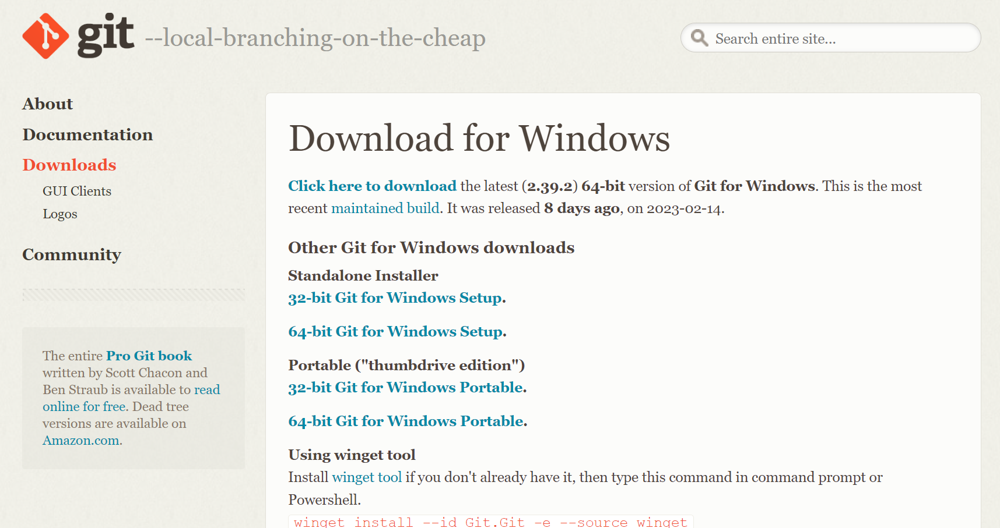 git --local-branching-on-the-cheap
Search entire site...
About
Documentation
Downloads
GUI Clients
Logos
Community
The entire Pro Git book
written by Scott Chacon and
Ben Straub is available to read
online for free. Dead tree
versions are available on
Amazon.com.
Download for Windows
Click here to download the latest (2.39.2) 64-bit version of Git for Windows. This is the most
recent maintained build. It was released 8 days ago, on 2023-02-14.
Other Git for Windows downloads
Standalone Installer
32-bit Git for Windows Setup.
64-bit Git for Windows Setup.
Portable ("thumbdrive edition")
32-bit Git for Windows Portable.
64-bit Git for Windows Portable.
Using winget tool
Install winget tool if you don't already have it, then type this command in command prompt or
Powershell.
winget install --id Git.Git -e --source winget